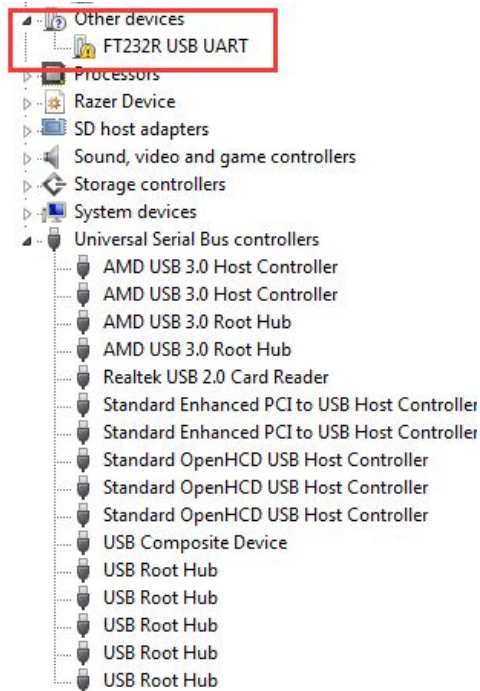 Other devices
FT232R USB UART
Processors
Razer Device
SD host adapters
Sound, video and game controllers
Storage controllers
System devices
Universal Serial Bus controllers
AMD USB 3.0 Host Controller
AMD USB 3.0 Host Controller
AMD USB 3.0 Root Hub
AMD USB 3.0 Root Hub
Realtek USB 2.0 Card Reader
Standard Enhanced PCI to USB Host Controller
Standard Enhanced PCI to USB Host Controller
Standard OpenHCD USB Host Controller
Standard OpenHCD USB Host Controller
Standard OpenHCD USB Host Controller
USB Composite Device
USB Root Hub
USB Root Hub
USB Root Hub
USB Root Hub
USB Root Hub